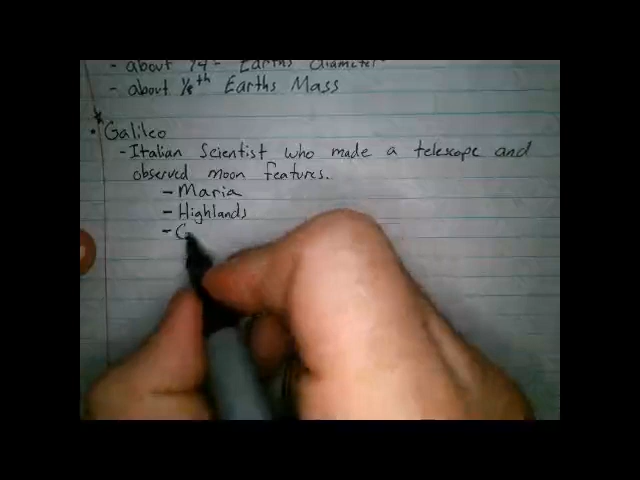 - about 1/4 Earths Diameter
- about 1/8th Earths Mass
• Galileo
- Italian Scientist who made a telescope and
observed moon features.
- Maria
- Highlands
- C